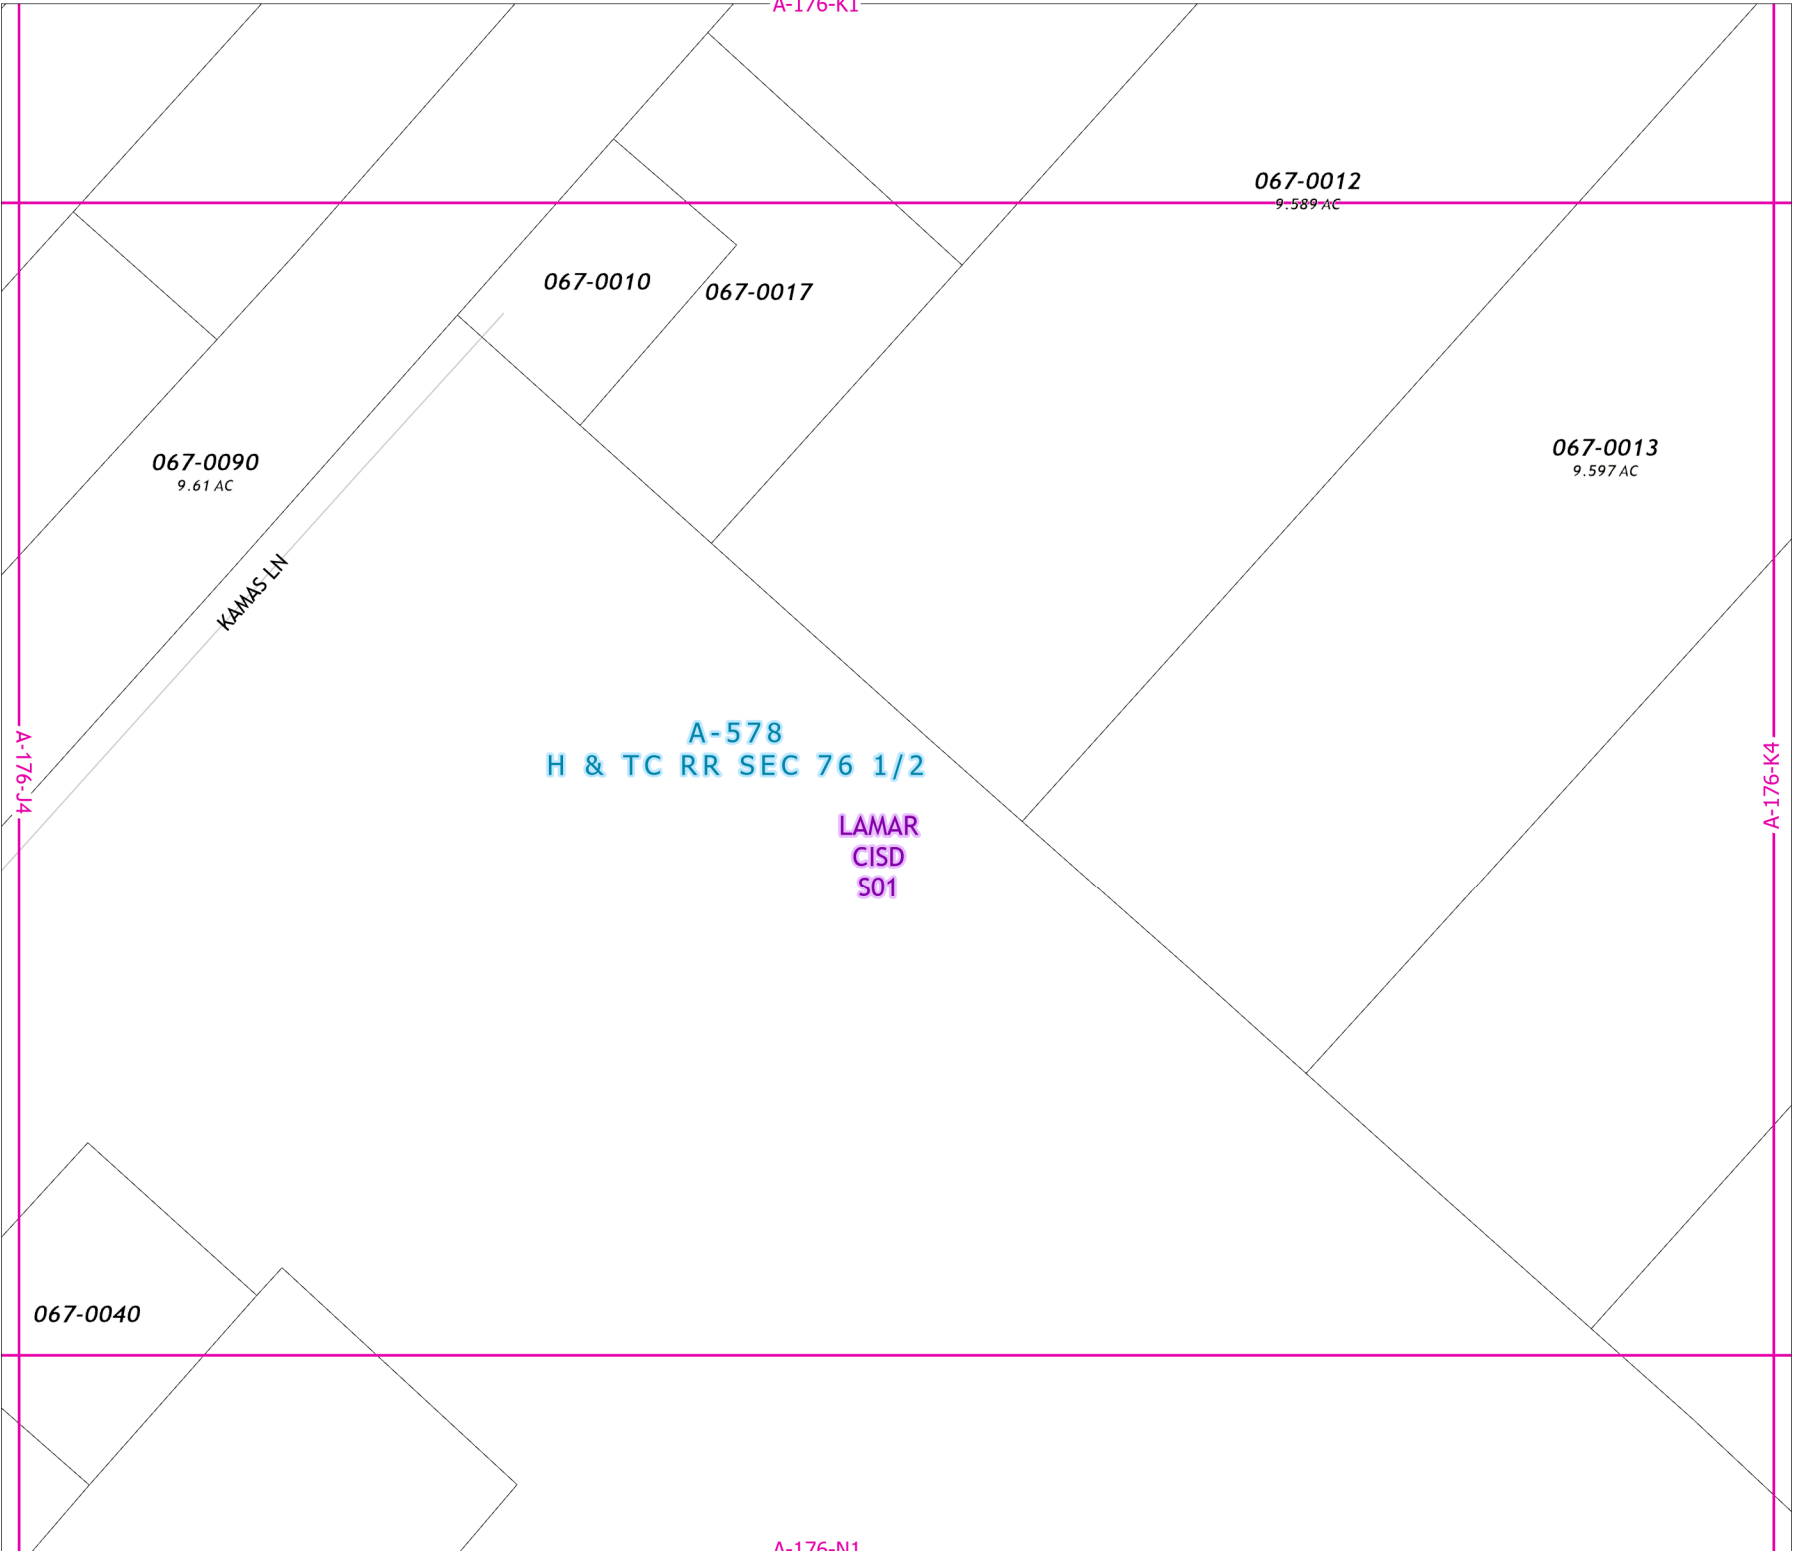 A-176-K1
067-0012
9.589 AC
067-0010
067-0017
067-0013
9.597 AC
067-0090
9.61 AC
KAMAS LN
A-578
H & TC RR SEC 76 1/2
A-176-J4
A-176-K4
LAMAR
CISD
S01
067-0040
A-176-N1